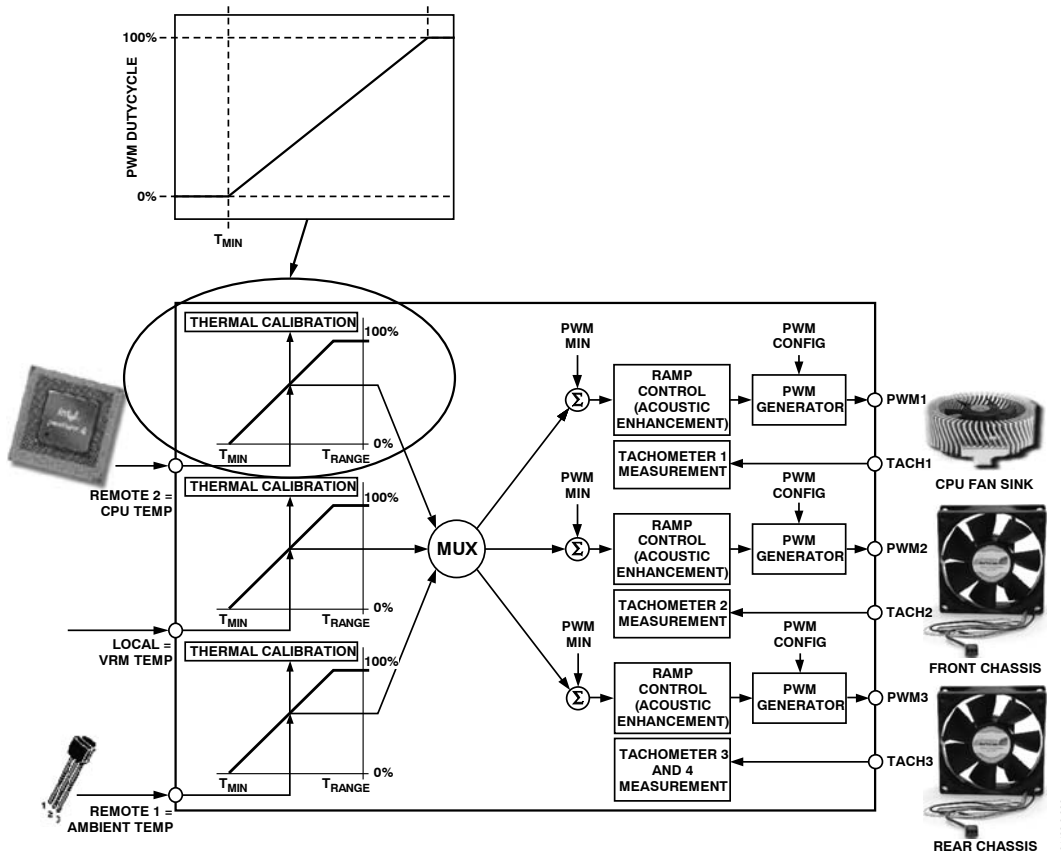 100%
PWM DUTYCYCLE
0%
TMIN
THERMAL CALIBRATION
100%
TMIN
TRANGE
0%
REMOTE 2 =
CPU TEMP
THERMAL CALIBRATION
100%
TMIN
TRANGE
0%
LOCAL =
VRM TEMP
THERMAL CALIBRATION
100%
TMIN
TRANGE
0%
REMOTE 1 =
AMBIENT TEMP
MUX
PWM
MIN
Σ
RAMP
CONTROL
(ACOUSTIC
ENHANCEMENT)
PWM
CONFIG
PWM
GENERATOR
PWM1
TACHOMETER 1
MEASUREMENT
TACH1
CPU FAN SINK
PWM
MIN
Σ
RAMP
CONTROL
(ACOUSTIC
ENHANCEMENT)
PWM
CONFIG
PWM
GENERATOR
PWM2
TACHOMETER 2
MEASUREMENT
TACH2
FRONT CHASSIS
PWM
MIN
Σ
RAMP
CONTROL
(ACOUSTIC
ENHANCEMENT)
PWM
CONFIG
PWM
GENERATOR
PWM3
TACHOMETER 3
AND 4
MEASUREMENT
TACH3
REAR CHASSIS